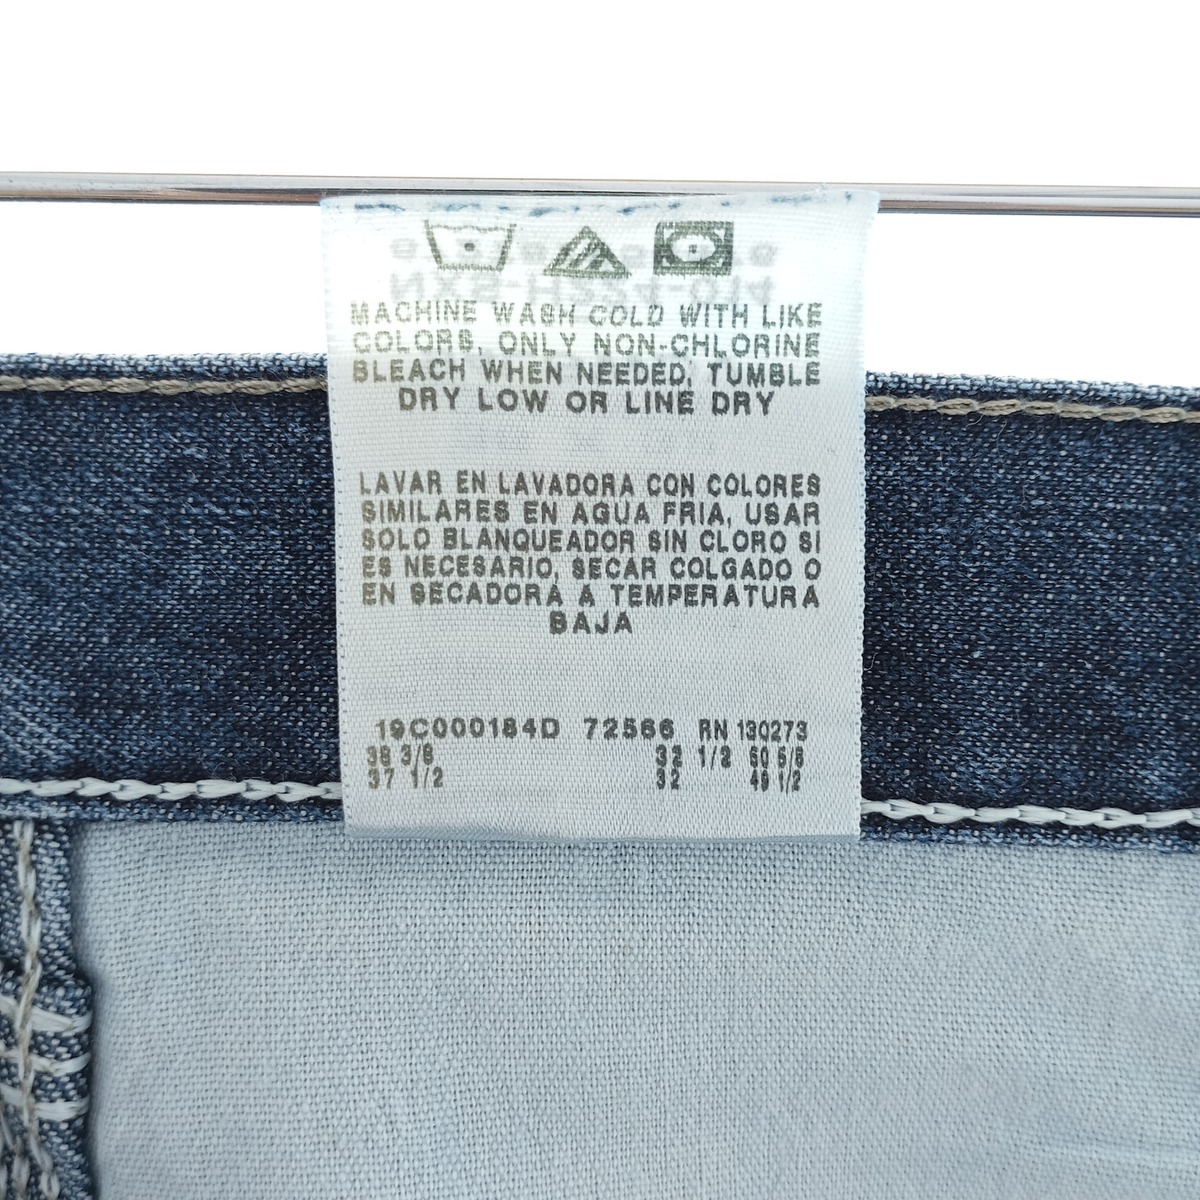 MACHINE WASH COLD WITH LIKE
COLORS, ONLY NON-CHLORINE
BLEACH WHEN NEEDED, TUMBLE
DRY LOW OR LINE DRY
LAVAR EN LAVADORA CON COLORES
SIMILARES EN AGUA FRIA, USAR
SOLO BLANQUEADOR SIN CLORO SI
ES NECESARIO, SECAR COLGADO O
EN SECADORA A TEMPERATURA
BAJA
19C000184D 72566 RN 130273
38 3/8 32 1/2 50 5/8
37 1/2 32 49 1/2